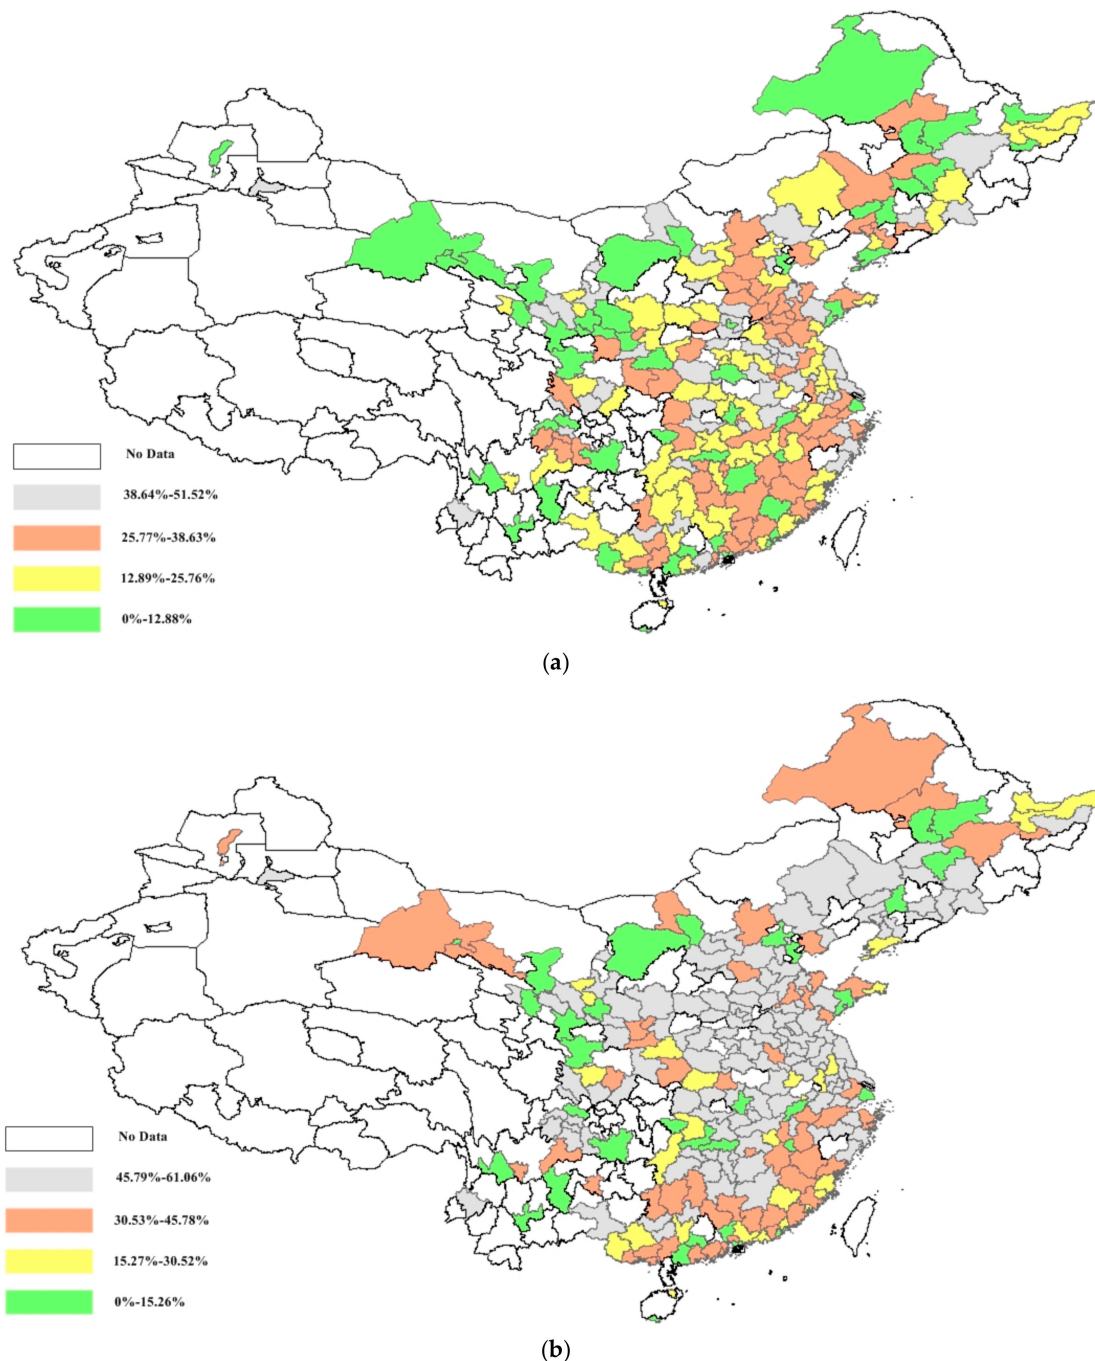 No Data
38.64%-51.52%
25.77%-38.63%
12.89%-25.76%
0%-12.88%
(a)
No Data
45.79%-61.06%
30.53%-45.78%
15.27%-30.52%
0%-15.26%
(b)